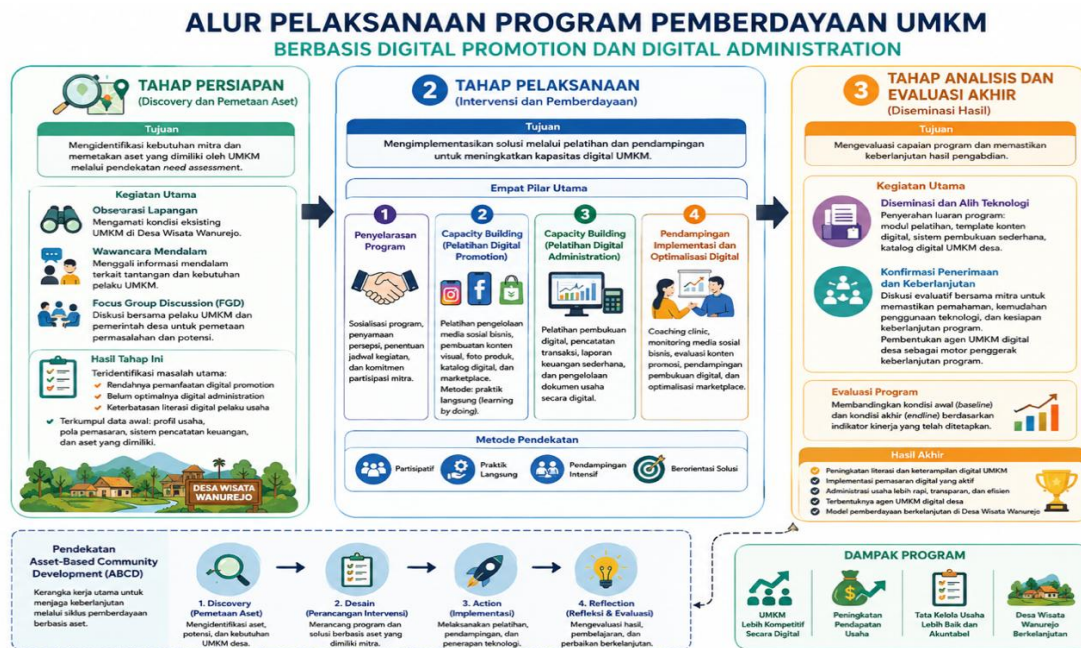 ALUR PELAKSANAAN PROGRAM PEMBERDAYAAN UMKM
BERBASIS DIGITAL PROMOTION DAN DIGITAL ADMINISTRATION
TAHAP PERSIAPAN
(Discovery dan Pemetaan Aset)
Tujuan
Mengidentifikasi kebutuhan mitra dan
memetakan aset yang dimiliki oleh UMKM
melalui pendekatan need assessment.
Kegiatan Utama
Observarasi Lapangan
Mengamati kondisi eksisting
UMKM di Desa Wisata Wanurejo.
Wawancara Mendalam
Menggali informasi mendalam
terkait tantangan dan kebutuhan
pelaku UMKM.
Focus Group Discussion (FGD)
Diskusi bersama pelaku UMKM dan
pemerintah desa untuk pemetaan
permasalahan dan potensi.
Hasil Tahap Ini
Teridentifikasi masalah utama:
Rendahnya pemanfaatan digital promotion
Belum optimalnya digital administration
Keterbatasan literasi digital pelaku usaha
Terkumpul data awal: profil usaha,
pola pemasaran, sistem pencatatan keuangan,
dan aset yang dimiliki.
DESA WISATA
WANUREJO
2
TAHAP PELAKSANAAN
(Intervensi dan Pemberdayaan)
Tujuan
Mengimplementasikan solusi melalui pelatihan dan pendampingan
untuk meningkatkan kapasitas digital UMKM.
Empat Pilar Utama
1
Penyelarasan
Program
Sosialisasi program,
penyamaan
persepsi, penentuan
jadwal kegiatan,
dan komitmen
partisipasi mitra.
2
Capacity Building
(Pelatihan Digital
Promotion)
Pelatihan pengelolaan
media sosial bisnis,
pembuatan konten
visual, foto produk,
katalog digital, dan
marketplace.
Metode: praktik
langsung (learning
by doing).
3
Capacity Building
(Pelatihan Digital
Administration)
Pelatihan pembukuan
digital, pencatatan
transaksi, laporan
keuangan sederhana,
dan pengelolaan
dokumen usaha
secara digital.
4
Pendampingan
Implementasi dan
Optimalisasi Digital
Coaching clinic,
monitoring media sosial
bisnis, evaluasi konten
promosi, pendampingan
pembukuan digital, dan
optimalisasi marketplace.
Metode Pendekatan
Partisipatif
Praktik
Langsung
Pendampingan
Intensif
Berorientasi Solusi
3
TAHAP ANALISIS DAN
EVALUASI AKHIR
(Diseminasi Hasil)
Tujuan
Mengevaluasi capaian program dan memastikan
keberlanjutan hasil pengabdian.
Kegiatan Utama
Diseminasi dan Alih Teknologi
Penyerahan luaran program:
modul pelatihan, template konten
digital, sistem pembukuan sederhana,
katalog digital UMKM desa.
Konfirmasi Penerimaan
dan Keberlanjutan
Diskusi evaluatif bersama mitra untuk
memastikan pemahaman, kemudahan
penggunaan teknologi, dan kesiapan
keberlanjutan program.
Pembentukan agen UMKM digital
desa sebagai motor penggerak
keberlanjutan program.
Evaluasi Program
Membandingkan kondisi awal (baseline)
dan kondisi akhir (endline) berdasarkan
indikator kinerja yang telah ditetapkan.
Hasil Akhir
Peningkatan literasi dan keterampilan digital UMKM
Implementasi pemasaran digital yang aktif
Administrasi usaha lebih rapi, transparan, dan efisien
Terbentuknya agen UMKM digital desa
Model pemberdayaan berkelanjutan di Desa Wisata Wanurejo
Pendekatan
Asset-Based Community
Development (ABCD)
Kerangka kerja utama untuk
menjaga keberlanjutan
melalui siklus pemberdayaan
berbasis aset.
1. Discovery
(Pemetaan Aset)
Mengidentifikasi aset,
potensi, dan kebutuhan
UMKM desa.
2. Desain
(Perancangan Intervensi)
Merancang program dan
solusi berbasis aset yang
dimiliki mitra.
3. Action
(Implementasi)
Melaksanakan pelatihan,
pendampingan, dan
penerapan teknologi.
4. Reflection
(Refleksi & Evaluasi)
Mengevaluasi hasil,
pembelajaran, dan
perbaikan berkelanjutan.
DAMPAK PROGRAM
UMKM
Lebih Kompetitif
Secara Digital
Peningkatan
Pendapatan
Usaha
Tata Kelola Usaha
Lebih Baik dan
Akuntabel
Desa Wisata
Wanurejo
Berkelanjutan